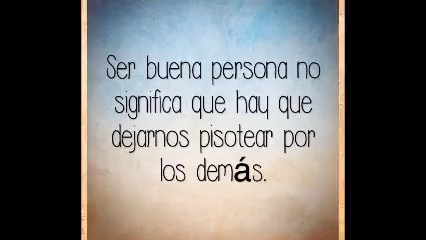 Ser buena persona no
significa que hay que
dejarnos pisotear por
los demás.